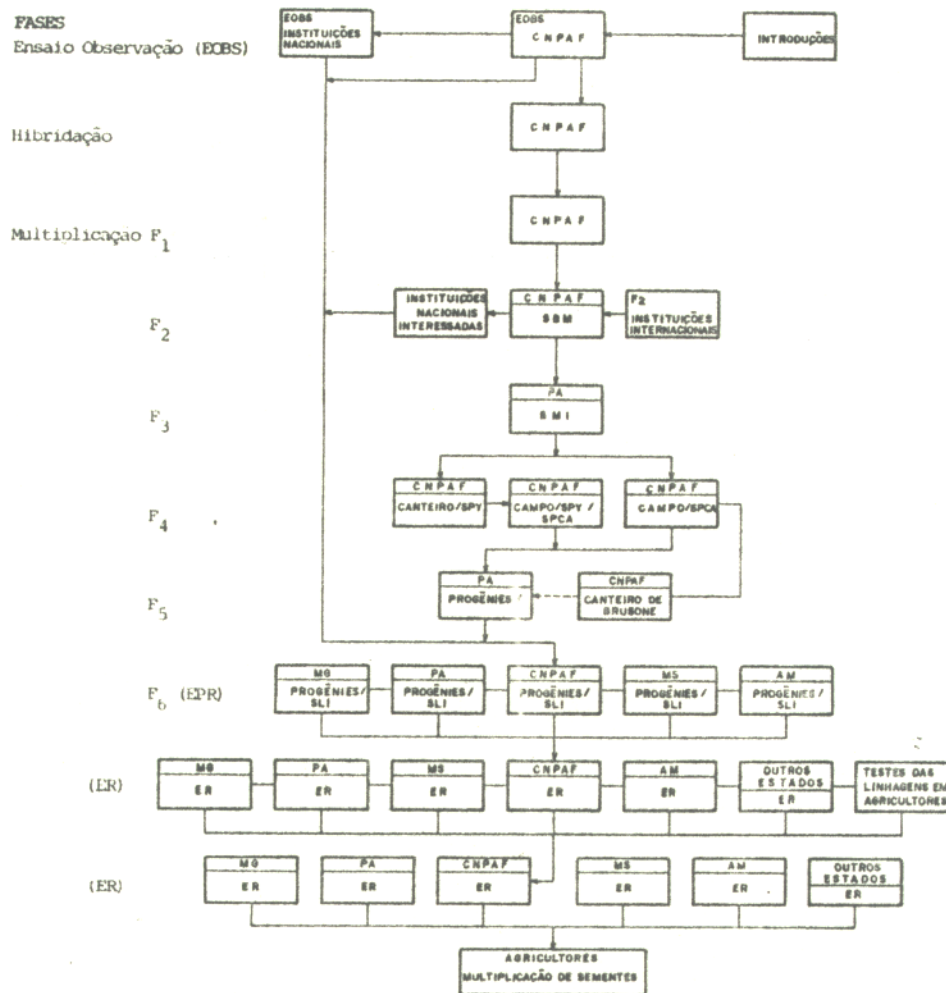 FASES
Ensaio Observação (EOBS)
EOBS
INSTITUIÇÕES
NACIONAIS
EOBS
CNPAF
INTRODUÇÕES
Hibridação
CNPAF
Multiplicação F1
CNPAF
F2
INSTITUIÇÕES
NACIONAIS
INTERESSADAS
CNPAF
SBM
F2
INSTITUIÇÕES
INTERNACIONAIS
F3
PA
SMI
F4
CNPAF
CANTEIRO/SPY
CNPAF
CAMPO/SPY/
SPCA
CNPAF
CAMPO/SPCA
F5
PA
PROGÊNIES/
CNPAF
CANTEIRO DE
BRUSONE
F6 (EPR)
MG
PROGÊNIES/
SLI
PA
PROGÊNIES/
SLI
CNPAF
PROGÊNIES/
SLI
MS
PROGÊNIES/
SLI
AM
PROGÊNIES/
SLI
(ER)
MG
ER
PA
ER
MS
ER
CNPAF
ER
AM
ER
OUTROS
ESTADOS
ER
TESTES DAS
LINHAGENS EM
AGRICULTORES
(ER)
MG
ER
PA
ER
CNPAF
ER
MS
ER
AM
ER
OUTROS
ESTADOS
ER
AGRICULTORES
MULTIPLICAÇÃO DE SEMENTES